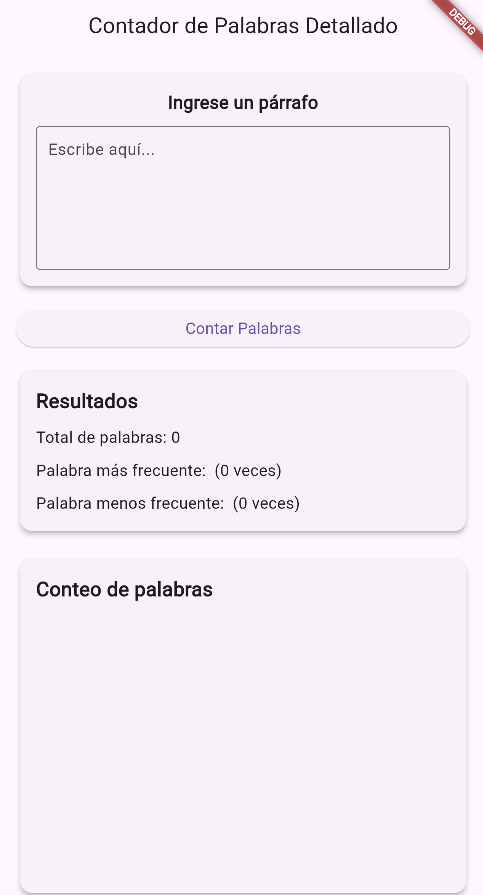 Contador de Palabras Detallado
DEBUG
Ingrese un párrafo
Escribe aquí...
Contar Palabras
Resultados
Total de palabras: 0
Palabra más frecuente:  (0 veces)
Palabra menos frecuente:  (0 veces)
Conteo de palabras